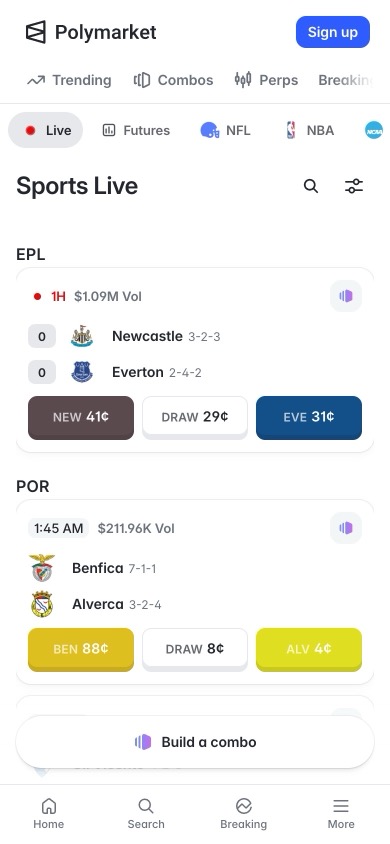 Polymarket
Sign up
Trending
Combos
Perps
Breakin
Live
Futures
NFL
NBA
NCAA
Sports Live
EPL
1H $1.09M Vol
0 Newcastle 3-2-3
0 Everton 2-4-2
NEW 41¢
DRAW 29¢
EVE 31¢
POR
1:45 AM $211.96K Vol
Benfica 7-1-1
Alverca 3-2-4
BEN 88¢
DRAW 8¢
ALV 4¢
Build a combo
Home
Search
Breaking
More